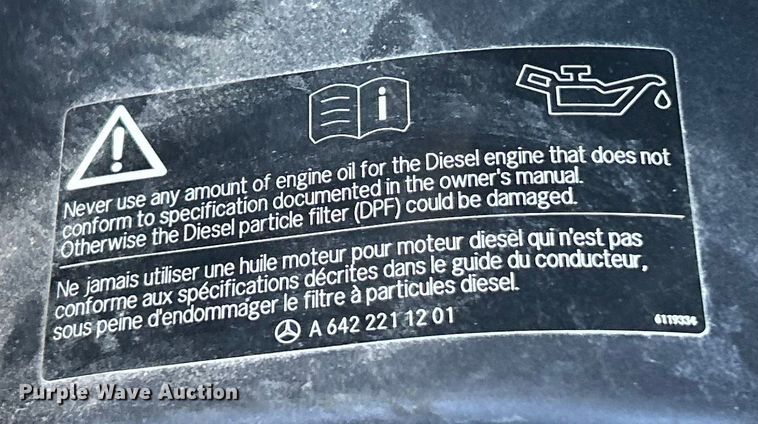 i
Never use any amount of engine oil for the Diesel engine that does not
conform to specification documented in the owner's manual.
Otherwise the Diesel particle filter (DPF) could be damaged.
Ne jamais utiliser une huile moteur pour moteur diesel qui n'est pas
conforme aux spécifications décrites dans le guide du conducteur,
sous peine d'endommager le filtre à particules diesel.
A 642 221 12 01
6119334
Purple Wave Auction